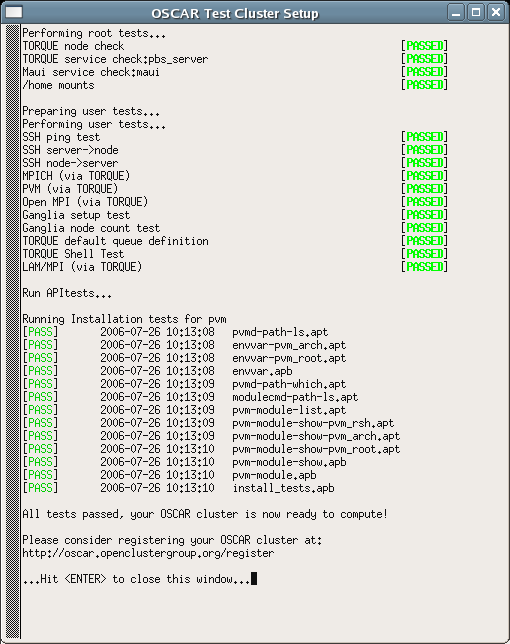 OSCAR Test Cluster Setup
Performing root tests...
TORQUE node check [PASSED]
TORQUE service check:pbs_server [PASSED]
Maui service check:maui [PASSED]
/home mounts [PASSED]
Preparing user tests...
Performing user tests...
SSH ping test [PASSED]
SSH server->node [PASSED]
SSH node->server [PASSED]
MPICH (via TORQUE) [PASSED]
PVM (via TORQUE) [PASSED]
Open MPI (via TORQUE) [PASSED]
Ganglia setup test [PASSED]
Ganglia node count test [PASSED]
TORQUE default queue definition [PASSED]
TORQUE Shell Test [PASSED]
LAM/MPI (via TORQUE) [PASSED]
Run APItests...
Running Installation tests for pvm
[PASS] 2006-07-26 10:13:08 pvmd-path-ls.apt
[PASS] 2006-07-26 10:13:08 envvar-pvm_arch.apt
[PASS] 2006-07-26 10:13:08 envvar-pvm_root.apt
[PASS] 2006-07-26 10:13:08 envvar.apb
[PASS] 2006-07-26 10:13:09 pvmd-path-which.apt
[PASS] 2006-07-26 10:13:09 modulecmd-path-ls.apt
[PASS] 2006-07-26 10:13:09 pvm-module-list.apt
[PASS] 2006-07-26 10:13:09 pvm-module-show-pvm_rsh.apt
[PASS] 2006-07-26 10:13:09 pvm-module-show-pvm_arch.apt
[PASS] 2006-07-26 10:13:10 pvm-module-show-pvm_root.apt
[PASS] 2006-07-26 10:13:10 pvm-module-show.apb
[PASS] 2006-07-26 10:13:10 pvm-module.apb
[PASS] 2006-07-26 10:13:10 install_tests.apb
All tests passed, your OSCAR cluster is now ready to compute!
Please consider registering your OSCAR cluster at:
http://oscar.openclustergroup.org/register
...Hit <ENTER> to close this window...